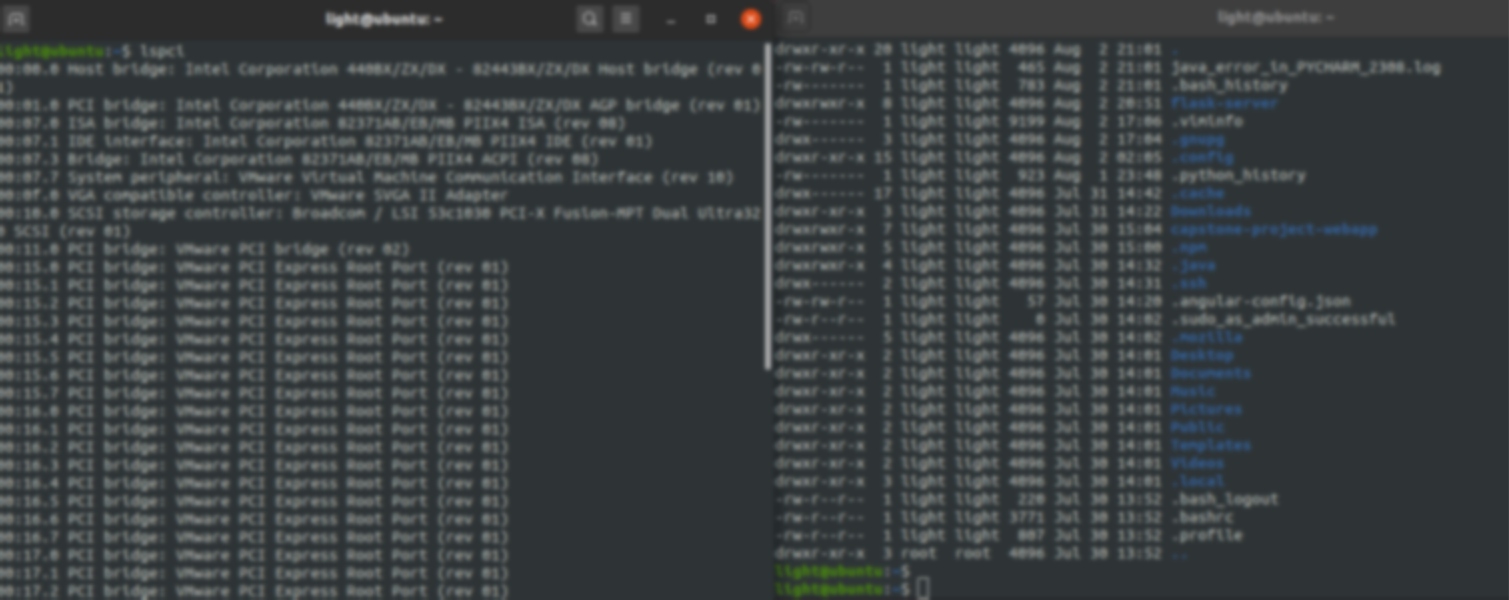 light@ubuntu: ~
light@ubuntu:~$ lspci
00:00.0 Host bridge: Intel Corporation 440BX/ZX/DX - 82443BX/ZX/DX Host bridge (rev 0
1)
00:01.0 PCI bridge: Intel Corporation 440BX/ZX/DX - 82443BX/ZX/DX AGP bridge (rev 01)
00:07.0 ISA bridge: Intel Corporation 82371AB/EB/MB PIIX4 ISA (rev 08)
00:07.1 IDE interface: Intel Corporation 82371AB/EB/MB PIIX4 IDE (rev 01)
00:07.3 Bridge: Intel Corporation 82371AB/EB/MB PIIX4 ACPI (rev 08)
00:07.7 System peripheral: VMware Virtual Machine Communication Interface (rev 10)
00:0f.0 VGA compatible controller: VMware SVGA II Adapter
00:10.0 SCSI storage controller: Broadcom / LSI 53c1030 PCI-X Fusion-MPT Dual Ultra32
0 SCSI (rev 01)
00:11.0 PCI bridge: VMware PCI bridge (rev 02)
00:15.0 PCI bridge: VMware PCI Express Root Port (rev 01)
00:15.1 PCI bridge: VMware PCI Express Root Port (rev 01)
00:15.2 PCI bridge: VMware PCI Express Root Port (rev 01)
00:15.3 PCI bridge: VMware PCI Express Root Port (rev 01)
00:15.4 PCI bridge: VMware PCI Express Root Port (rev 01)
00:15.5 PCI bridge: VMware PCI Express Root Port (rev 01)
00:15.6 PCI bridge: VMware PCI Express Root Port (rev 01)
00:15.7 PCI bridge: VMware PCI Express Root Port (rev 01)
00:16.0 PCI bridge: VMware PCI Express Root Port (rev 01)
00:16.1 PCI bridge: VMware PCI Express Root Port (rev 01)
00:16.2 PCI bridge: VMware PCI Express Root Port (rev 01)
00:16.3 PCI bridge: VMware PCI Express Root Port (rev 01)
00:16.4 PCI bridge: VMware PCI Express Root Port (rev 01)
00:16.5 PCI bridge: VMware PCI Express Root Port (rev 01)
00:16.6 PCI bridge: VMware PCI Express Root Port (rev 01)
00:16.7 PCI bridge: VMware PCI Express Root Port (rev 01)
00:17.0 PCI bridge: VMware PCI Express Root Port (rev 01)
00:17.1 PCI bridge: VMware PCI Express Root Port (rev 01)
00:17.2 PCI bridge: VMware PCI Express Root Port (rev 01)
light@ubuntu: ~
drwxr-xr-x 20 light light 4096 Aug  2 21:01 .
-rw-rw-r--  1 light light  465 Aug  2 21:01 java_error_in_PYCHARM_2308.log
-rw-------  1 light light  783 Aug  2 21:01 .bash_history
drwxrwxr-x  8 light light 4096 Aug  2 20:51 flask-server
-rw-------  1 light light 9199 Aug  2 17:06 .viminfo
drwx------  3 light light 4096 Aug  2 17:04 .gnupg
drwxr-xr-x 15 light light 4096 Aug  2 02:05 .config
-rw-------  1 light light  923 Aug  1 23:48 .python_history
drwx------ 17 light light 4096 Jul 31 14:42 .cache
drwxr-xr-x  3 light light 4096 Jul 31 14:22 Downloads
drwxrwxr-x  7 light light 4096 Jul 30 15:04 capstone-project-webapp
drwxrwxr-x  5 light light 4096 Jul 30 15:00 .npm
drwxrwxr-x  4 light light 4096 Jul 30 14:32 .java
drwx------  2 light light 4096 Jul 30 14:31 .ssh
-rw-rw-r--  1 light light   57 Jul 30 14:20 .angular-config.json
-rw-r--r--  1 light light    0 Jul 30 14:02 .sudo_as_admin_successful
drwx------  5 light light 4096 Jul 30 14:02 .mozilla
drwxr-xr-x  2 light light 4096 Jul 30 14:01 Desktop
drwxr-xr-x  2 light light 4096 Jul 30 14:01 Documents
drwxr-xr-x  2 light light 4096 Jul 30 14:01 Music
drwxr-xr-x  2 light light 4096 Jul 30 14:01 Pictures
drwxr-xr-x  2 light light 4096 Jul 30 14:01 Public
drwxr-xr-x  2 light light 4096 Jul 30 14:01 Templates
drwxr-xr-x  2 light light 4096 Jul 30 14:01 Videos
drwxr-xr-x  3 light light 4096 Jul 30 14:01 .local
-rw-r--r--  1 light light  220 Jul 30 13:52 .bash_logout
-rw-r--r--  1 light light 3771 Jul 30 13:52 .bashrc
-rw-r--r--  1 light light  807 Jul 30 13:52 .profile
drwxr-xr-x  3 root  root  4096 Jul 30 13:52 ..
light@ubuntu:~$
light@ubuntu:~$